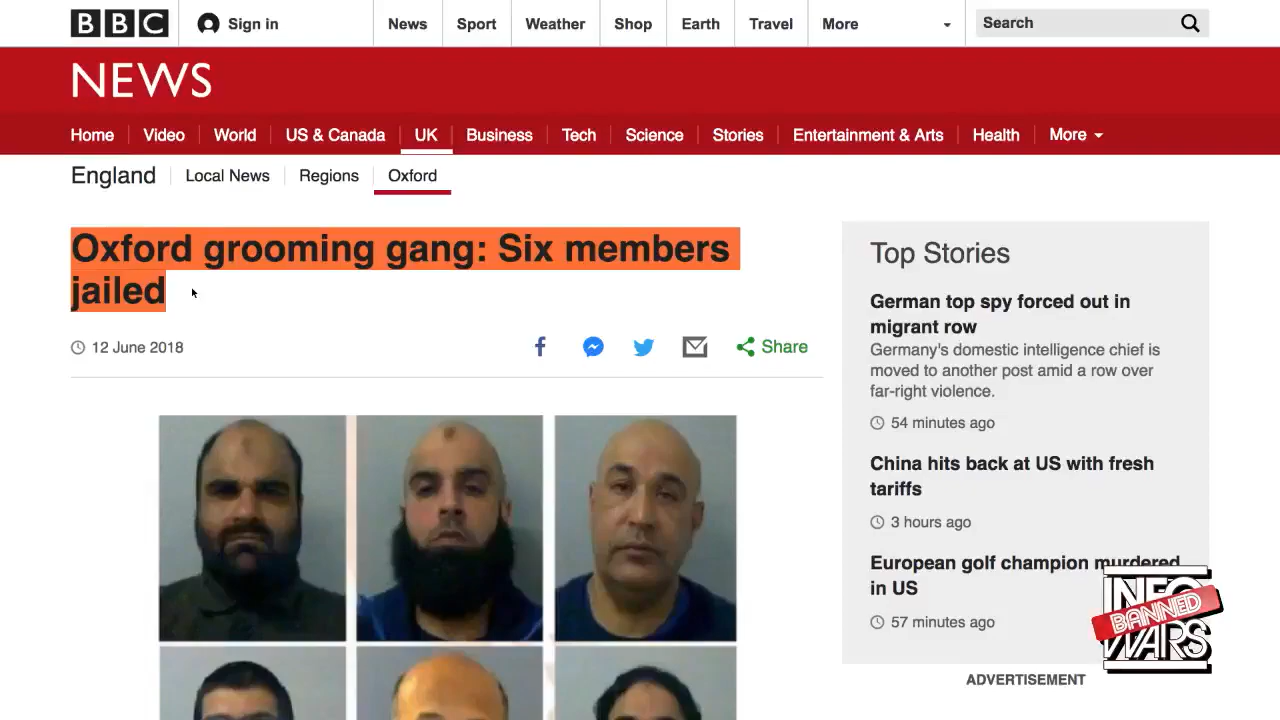 BBC Sign in News Sport Weather Shop Earth Travel More Search
NEWS
Home Video World US & Canada UK Business Tech Science Stories Entertainment & Arts Health More
England Local News Regions Oxford
Oxford grooming gang: Six members
jailed
12 June 2018
Share
Top Stories
German top spy forced out in
migrant row
Germany's domestic intelligence chief is
moved to another post amid a row over
far-right violence.
54 minutes ago
China hits back at US with fresh
tariffs
3 hours ago
European golf champion murdered
in US
57 minutes ago
INFO
BANNED
WARS
ADVERTISEMENT